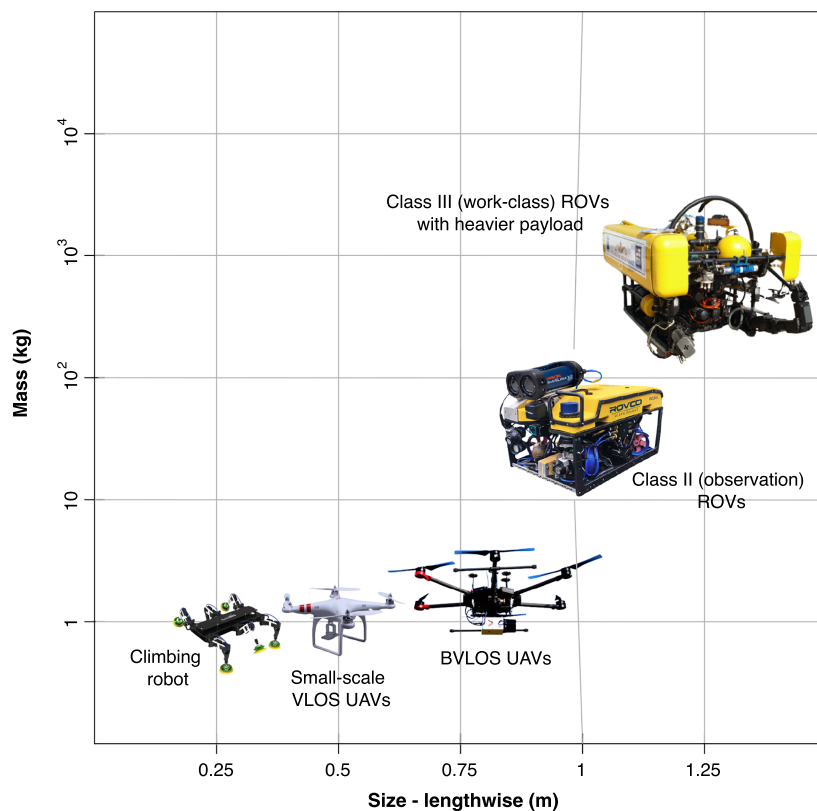 10⁴
Class III (work-class) ROVs
with heavier payload
10³
Mass (kg)
10²
ROVCO
Class II (observation)
ROVs
10
1
Climbing
robot
Small-scale
VLOS UAVs
BVLOS UAVs
0.25
0.5
0.75
1
1.25
Size - lengthwise (m)